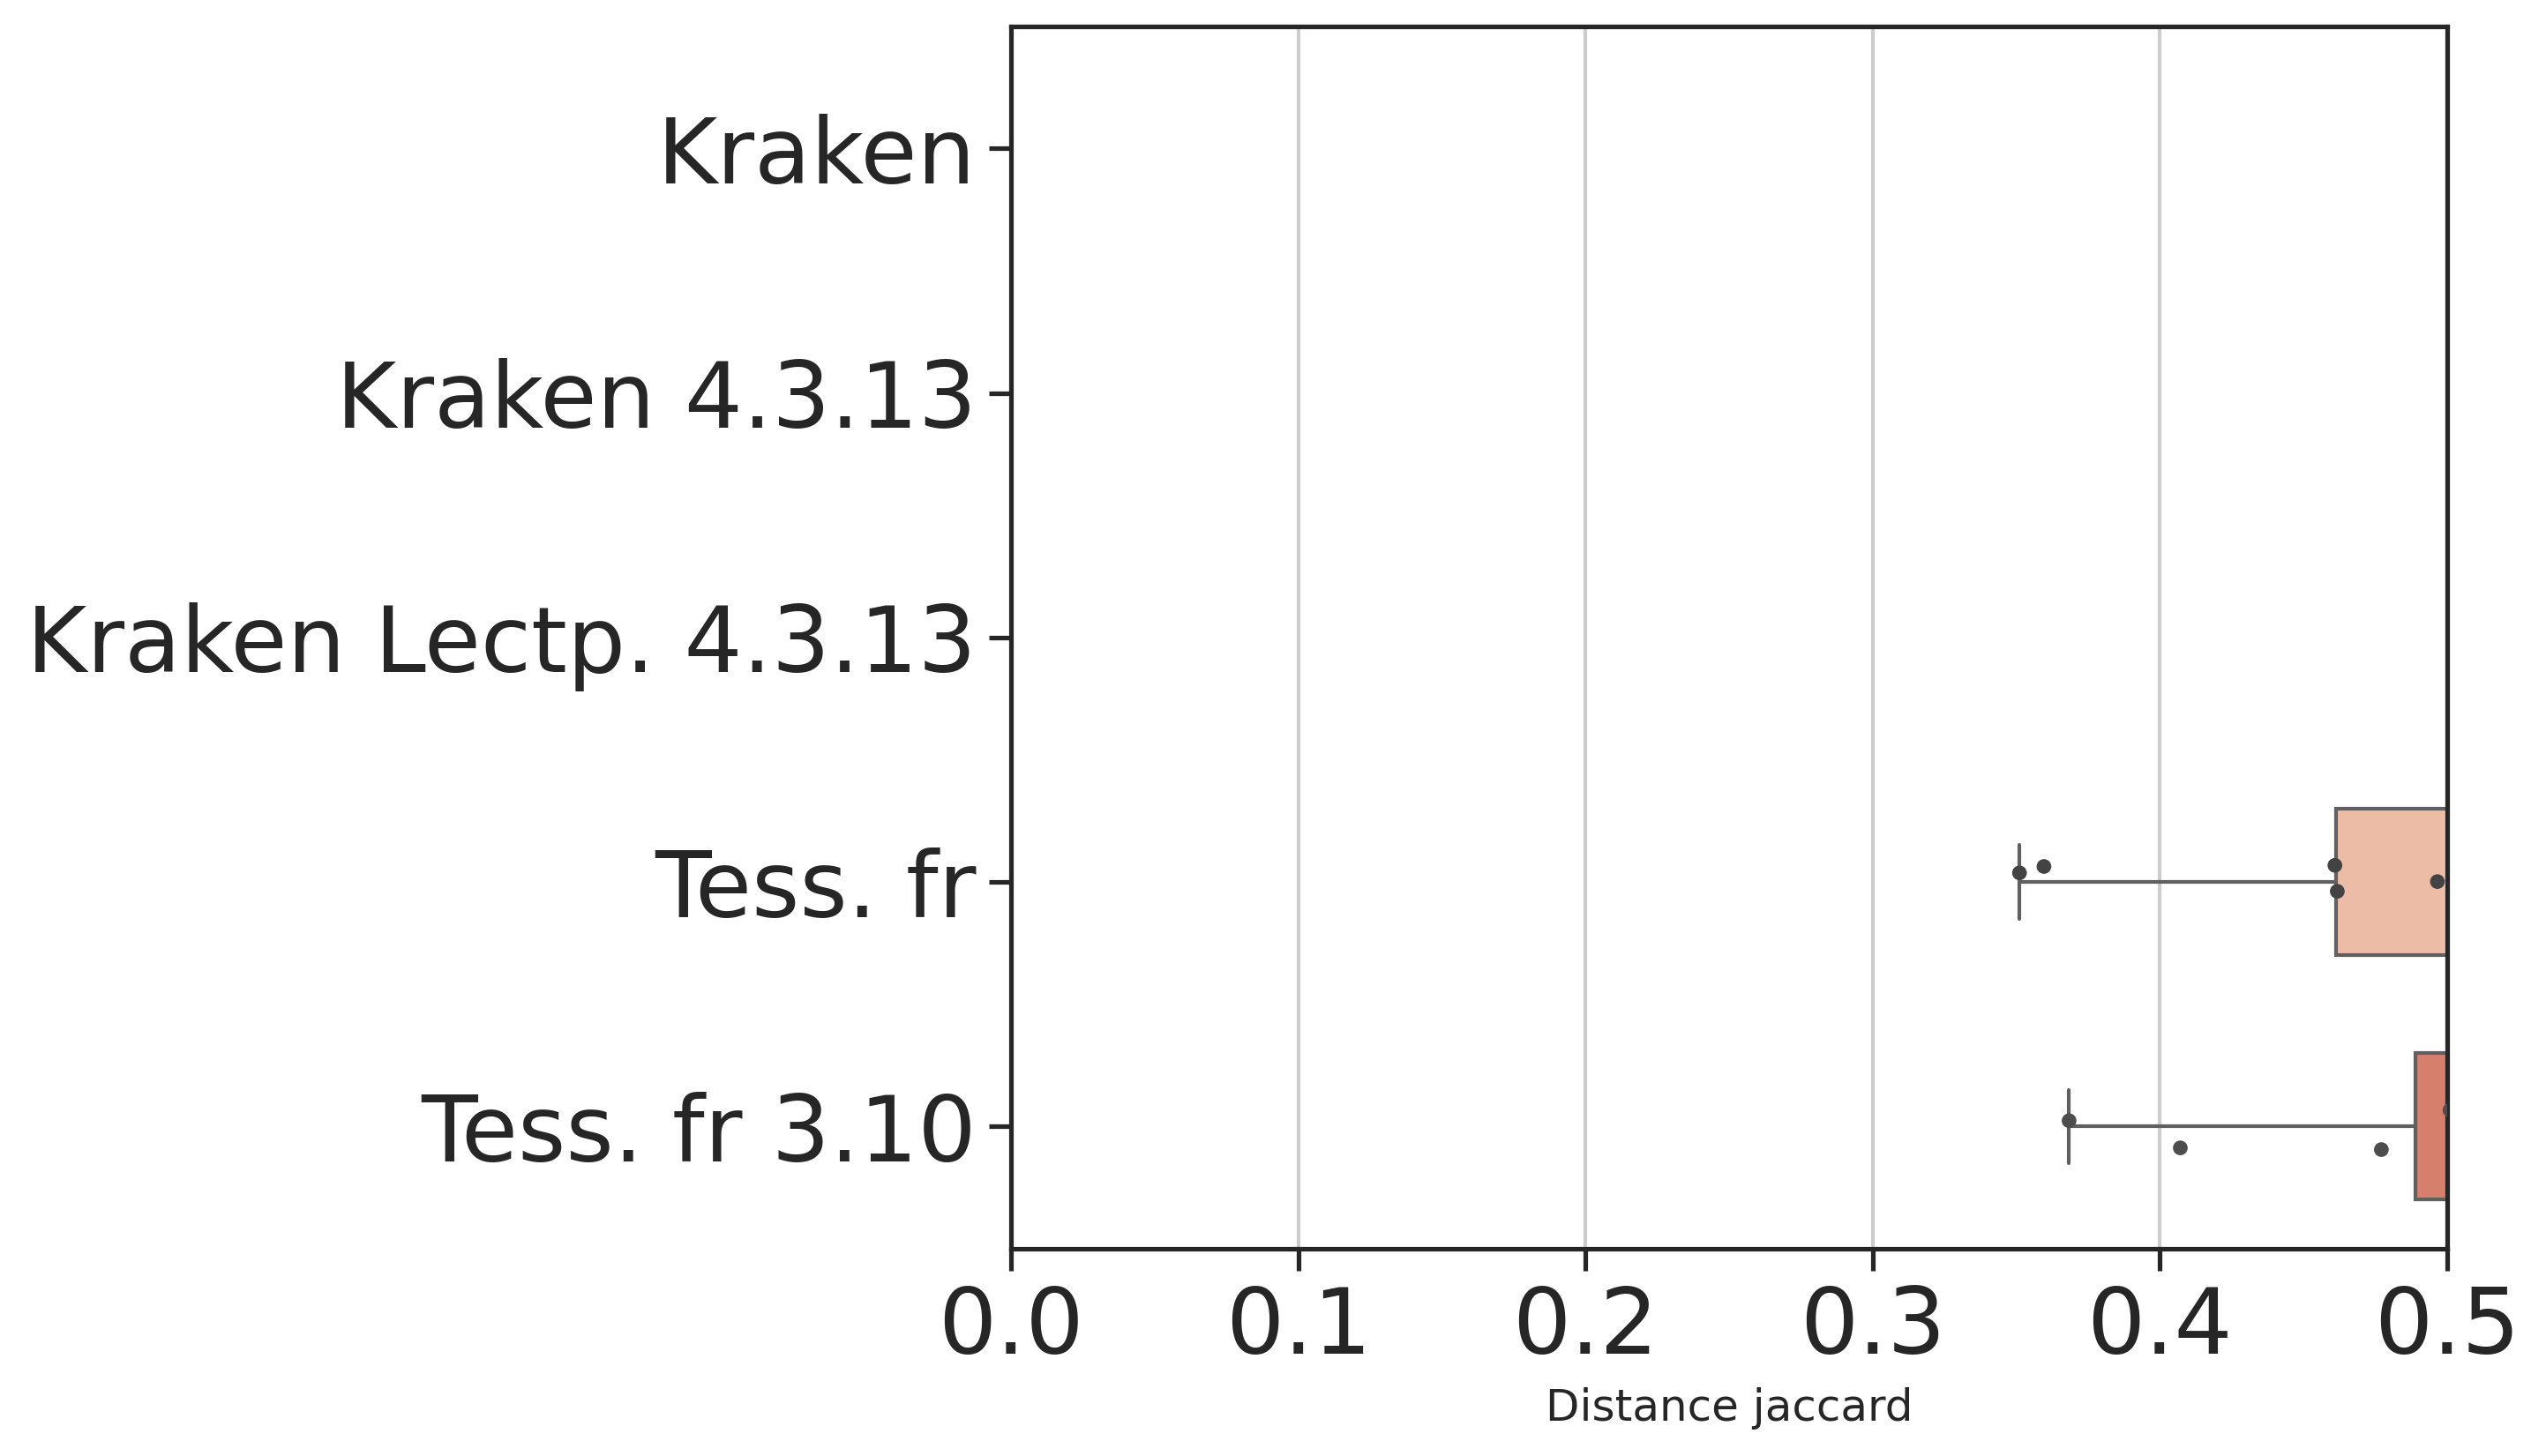 Kraken
Kraken 4.3.13
Kraken Lectp. 4.3.13
Tess. fr
Tess. fr 3.10
0.0 0.1 0.2 0.3 0.4 0.5
Distance jaccard